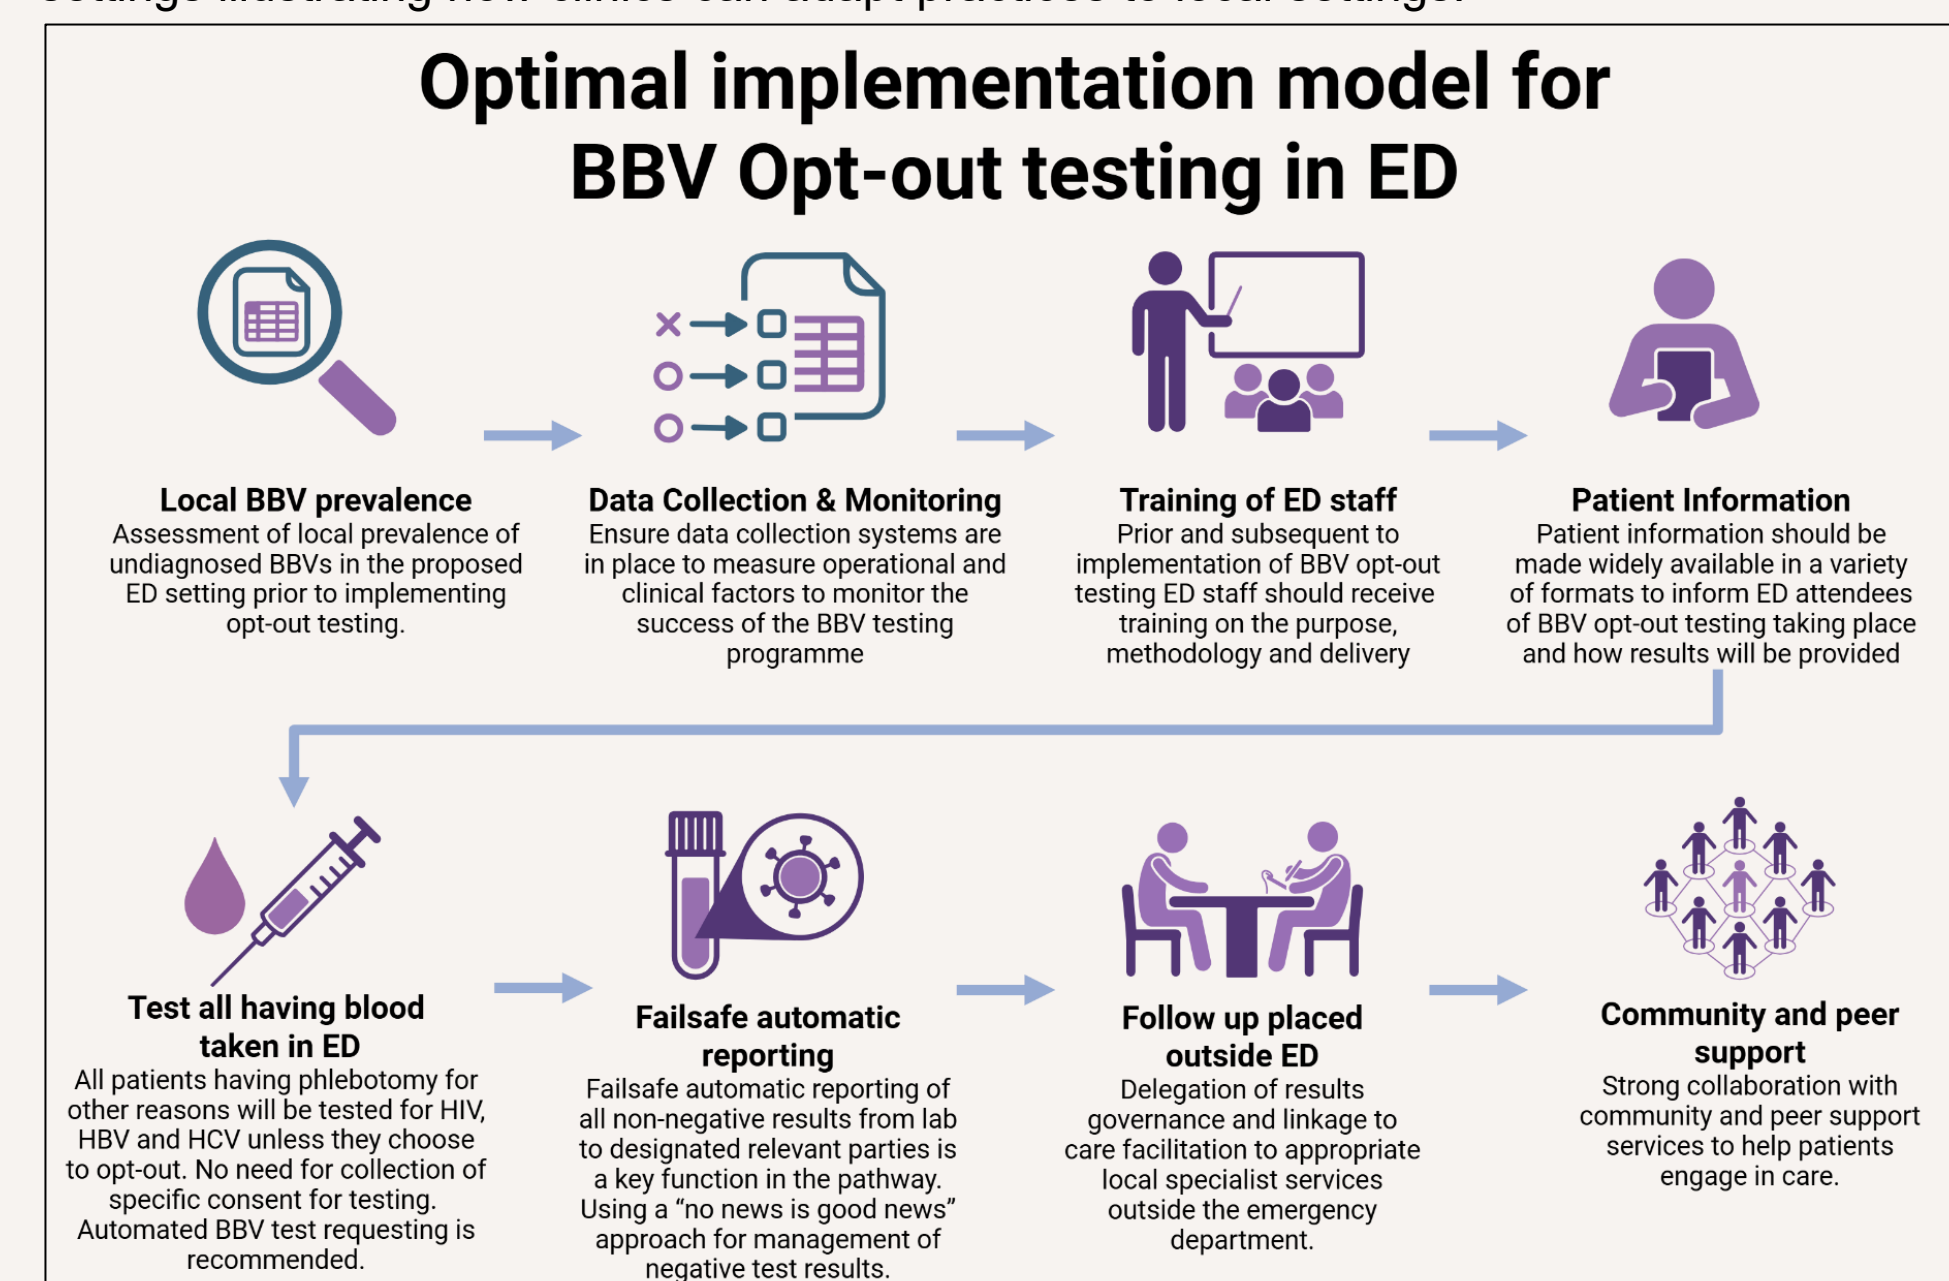 settings illustrating how clinics can adapt practices to local settings.
Optimal implementation model for
BBV Opt-out testing in ED
Local BBV prevalence
Assessment of local prevalence of
undiagnosed BBVs in the proposed
ED setting prior to implementing
opt-out testing.
Data Collection & Monitoring
Ensure data collection systems are
in place to measure operational and
clinical factors to monitor the
success of the BBV testing
programme
Training of ED staff
Prior and subsequent to
implementation of BBV opt-out
testing ED staff should receive
training on the purpose,
methodology and delivery
Patient Information
Patient information should be
made widely available in a variety
of formats to inform ED attendees
of BBV opt-out testing taking place
and how results will be provided
Test all having blood
taken in ED
All patients having phlebotomy for
other reasons will be tested for HIV,
HBV and HCV unless they choose
to opt-out. No need for collection of
specific consent for testing.
Automated BBV test requesting is
recommended.
Failsafe automatic
reporting
Failsafe automatic reporting of
all non-negative results from lab
to designated relevant parties is
a key function in the pathway.
Using a “no news is good news”
approach for management of
negative test results.
Follow up placed
outside ED
Delegation of results
governance and linkage to
care facilitation to appropriate
local specialist services
outside the emergency
department.
Community and peer
support
Strong collaboration with
community and peer support
services to help patients
engage in care.